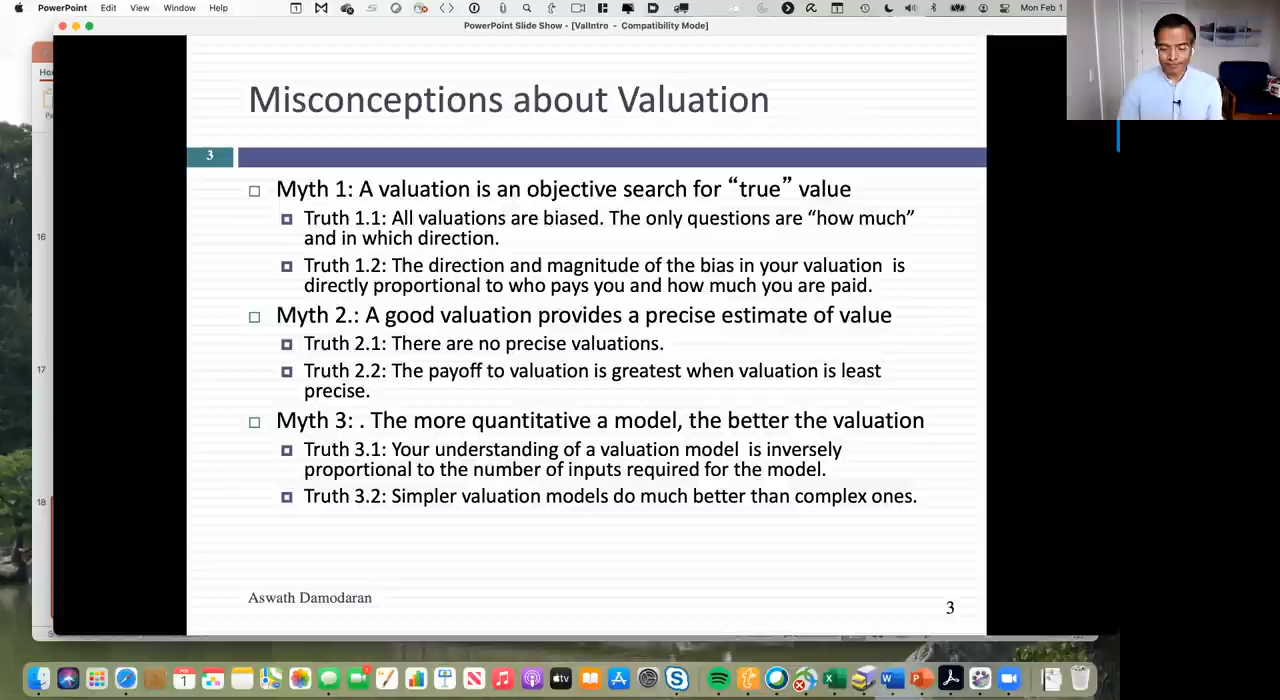 PowerPoint Edit View Window Help
Mon Feb 1
PowerPoint Slide Show - [ValIntro - Compatibility Mode]
Misconceptions about Valuation
3
Myth 1: A valuation is an objective search for “true” value
Truth 1.1: All valuations are biased. The only questions are “how much”
and in which direction.
Truth 1.2: The direction and magnitude of the bias in your valuation is
directly proportional to who pays you and how much you are paid.
Myth 2.: A good valuation provides a precise estimate of value
Truth 2.1: There are no precise valuations.
Truth 2.2: The payoff to valuation is greatest when valuation is least
precise.
Myth 3: . The more quantitative a model, the better the valuation
Truth 3.1: Your understanding of a valuation model is inversely
proportional to the number of inputs required for the model.
Truth 3.2: Simpler valuation models do much better than complex ones.
Aswath Damodaran
3
16
17
18